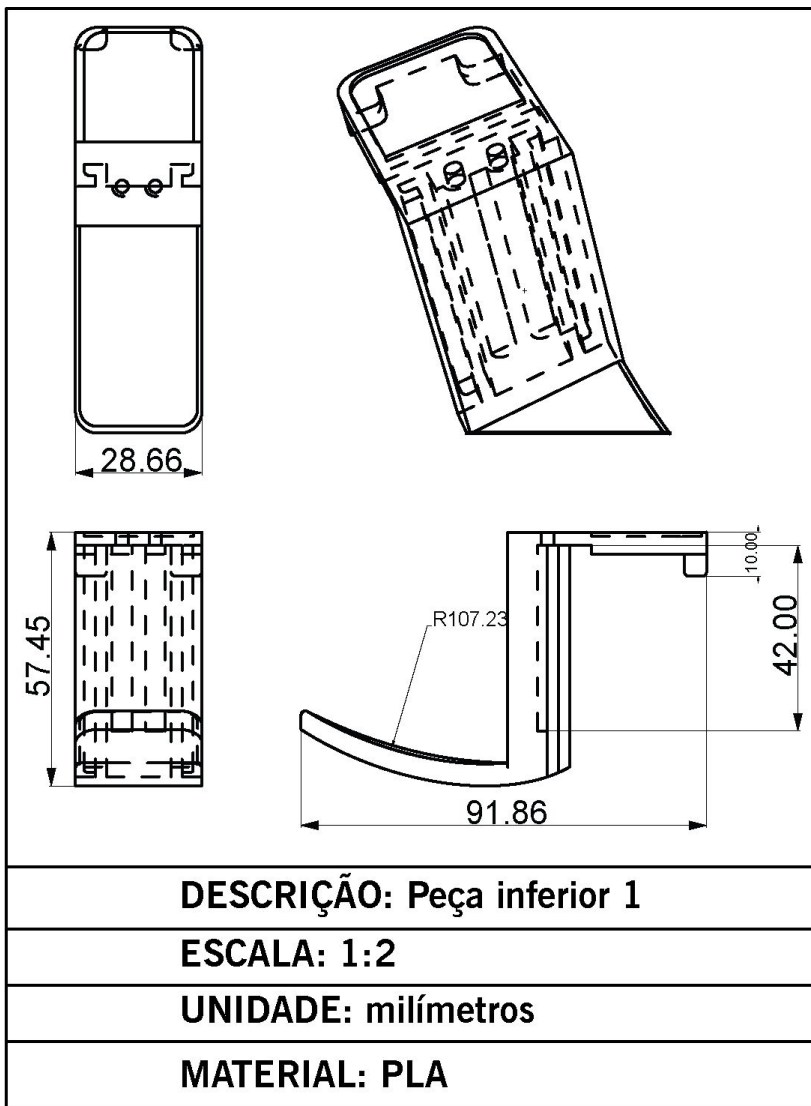 28.66
57.45
R107.23
10.00
42.00
91.86
DESCRIÇÃO: Peça inferior 1
ESCALA: 1:2
UNIDADE: milímetros
MATERIAL: PLA